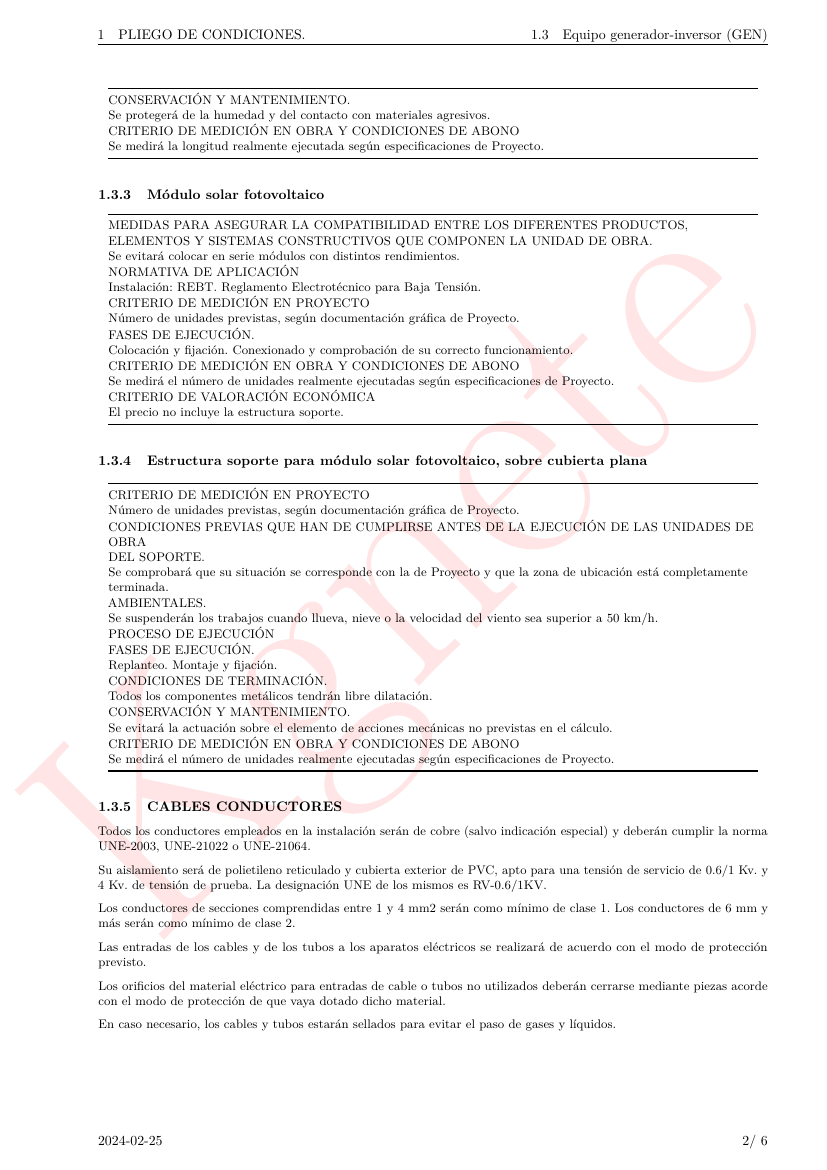 1 PLIEGO DE CONDICIONES. 1.3 Equipo generador-inversor (GEN)
CONSERVACIÓN Y MANTENIMIENTO.
Se protegerá de la humedad y del contacto con materiales agresivos.
CRITERIO DE MEDICIÓN EN OBRA Y CONDICIONES DE ABONO
Se medirá la longitud realmente ejecutada según especificaciones de Proyecto.
1.3.3 Módulo solar fotovoltaico
MEDIDAS PARA ASEGURAR LA COMPATIBILIDAD ENTRE LOS DIFERENTES PRODUCTOS,
ELEMENTOS Y SISTEMAS CONSTRUCTIVOS QUE COMPONEN LA UNIDAD DE OBRA.
Se evitará colocar en serie módulos con distintos rendimientos.
NORMATIVA DE APLICACIÓN
Instalación: REBT. Reglamento Electrotécnico para Baja Tensión.
CRITERIO DE MEDICIÓN EN PROYECTO
Número de unidades previstas, según documentación gráfica de Proyecto.
FASES DE EJECUCIÓN.
Colocación y fijación. Conexionado y comprobación de su correcto funcionamiento.
CRITERIO DE MEDICIÓN EN OBRA Y CONDICIONES DE ABONO
Se medirá el número de unidades realmente ejecutadas según especificaciones de Proyecto.
CRITERIO DE VALORACIÓN ECONÓMICA
El precio no incluye la estructura soporte.
1.3.4 Estructura soporte para módulo solar fotovoltaico, sobre cubierta plana
CRITERIO DE MEDICIÓN EN PROYECTO
Número de unidades previstas, según documentación gráfica de Proyecto.
CONDICIONES PREVIAS QUE HAN DE CUMPLIRSE ANTES DE LA EJECUCIÓN DE LAS UNIDADES DE
OBRA
DEL SOPORTE.
Se comprobará que su situación se corresponde con la de Proyecto y que la zona de ubicación está completamente
terminada.
AMBIENTALES.
Se suspenderán los trabajos cuando llueva, nieve o la velocidad del viento sea superior a 50 km/h.
PROCESO DE EJECUCIÓN
FASES DE EJECUCIÓN.
Replanteo. Montaje y fijación.
CONDICIONES DE TERMINACIÓN.
Todos los componentes metálicos tendrán libre dilatación.
CONSERVACIÓN Y MANTENIMIENTO.
Se evitará la actuación sobre el elemento de acciones mecánicas no previstas en el cálculo.
CRITERIO DE MEDICIÓN EN OBRA Y CONDICIONES DE ABONO
Se medirá el número de unidades realmente ejecutadas según especificaciones de Proyecto.
1.3.5 CABLES CONDUCTORES
Todos los conductores empleados en la instalación serán de cobre (salvo indicación especial) y deberán cumplir la norma
UNE-2003, UNE-21022 o UNE-21064.
Su aislamiento será de polietileno reticulado y cubierta exterior de PVC, apto para una tensión de servicio de 0.6/1 Kv. y
4 Kv. de tensión de prueba. La designación UNE de los mismos es RV-0.6/1KV.
Los conductores de secciones comprendidas entre 1 y 4 mm2 serán como mínimo de clase 1. Los conductores de 6 mm y
más serán como mínimo de clase 2.
Las entradas de los cables y de los tubos a los aparatos eléctricos se realizará de acuerdo con el modo de protección
previsto.
Los orificios del material eléctrico para entradas de cable o tubos no utilizados deberán cerrarse mediante piezas acorde
con el modo de protección de que vaya dotado dicho material.
En caso necesario, los cables y tubos estarán sellados para evitar el paso de gases y líquidos.
Kgnete
2024-02-25 2/ 6